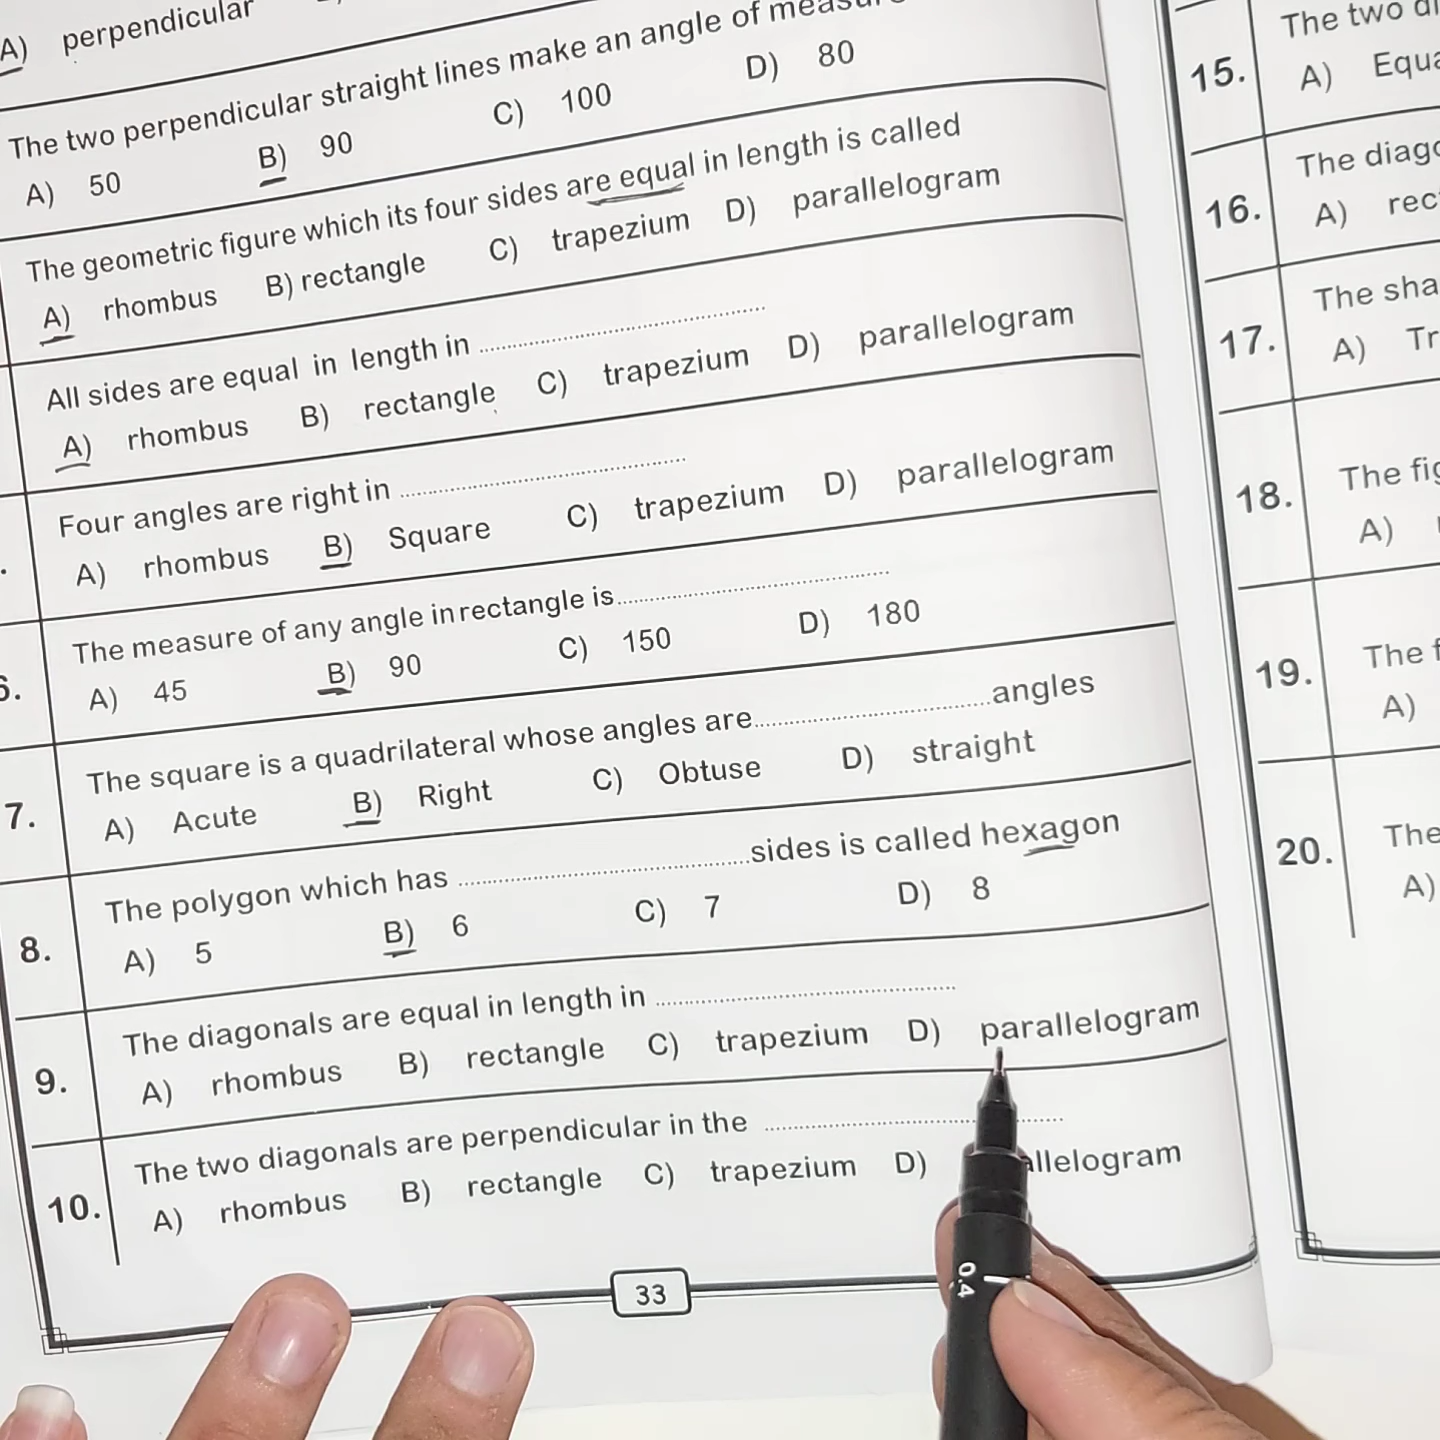 A) perpendicular
The two perpendicular straight lines make an angle of
A) 50 B) 90 C) 100 D) 80
The geometric figure which its four sides are equal in length is called
A) rhombus B) rectangle C) trapezium D) parallelogram
All sides are equal in length in ........................
A) rhombus B) rectangle C) trapezium D) parallelogram
Four angles are right in ........................
A) rhombus B) Square C) trapezium D) parallelogram
The measure of any angle in rectangle is........................
A) 45 B) 90 C) 150 D) 180
7. The square is a quadrilateral whose angles are........................angles
A) Acute B) Right C) Obtuse D) straight
8. The polygon which has ........................sides is called hexagon
A) 5 B) 6 C) 7 D) 8
9. The diagonals are equal in length in ........................
A) rhombus B) rectangle C) trapezium D) parallelogram
10. The two diagonals are perpendicular in the ........................
A) rhombus B) rectangle C) trapezium D)
33
0.4
15. The two
A)
16. The
A)
17. The
A)
18. The
A)
19. The
A)
20. The
A)